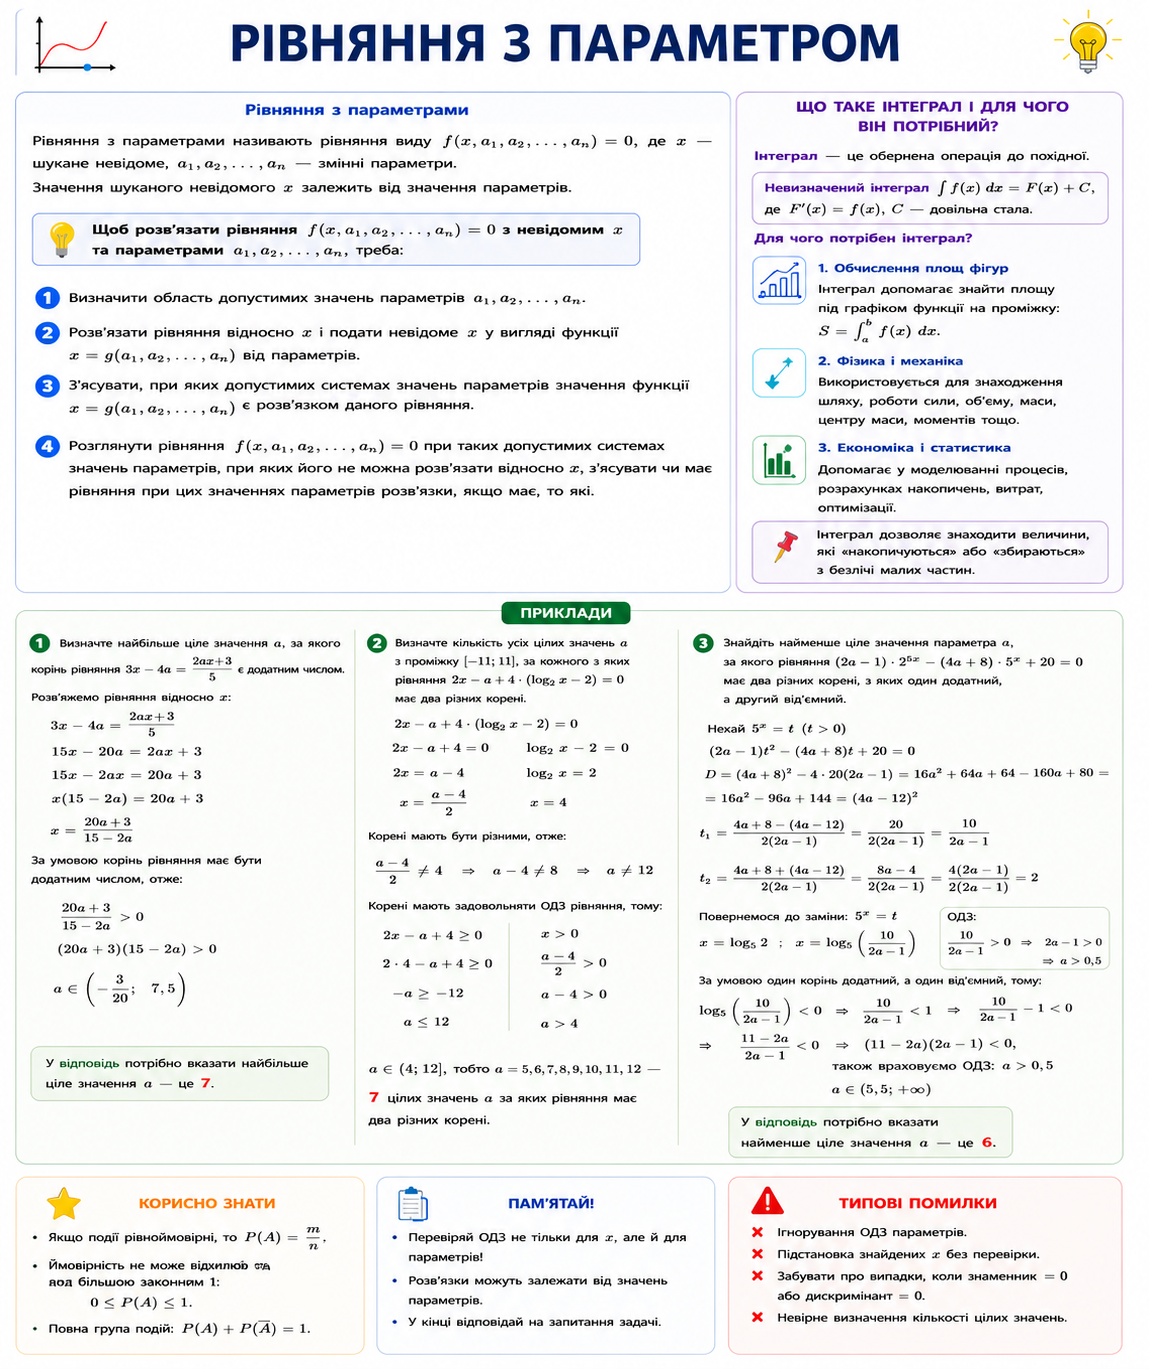 РІВНЯННЯ З ПАРАМЕТРОМ
Рівняння з параметрами
Рівняння з параметрами називають рівняння виду f(x, a₁, a₂, . . . , aₙ) = 0, де x —
шукане невідоме, a₁, a₂, . . . , aₙ — змінні параметри.
Значення шуканого невідомого x залежить від значення параметрів.
Щоб розв'язати рівняння f(x, a₁, a₂, . . . , aₙ) = 0 з невідомим x
та параметрами a₁, a₂, . . . , aₙ, треба:
1 Визначити область допустимих значень параметрів a₁, a₂, . . . , aₙ.
2 Розв'язати рівняння відносно x і подати невідоме x у вигляді функції
x = g(a₁, a₂, . . . , aₙ) від параметрів.
3 З'ясувати, при яких допустимих системах значень параметрів значення функції
x = g(a₁, a₂, . . . , aₙ) є розв'язком даного рівняння.
4 Розглянути рівняння f(x, a₁, a₂, . . . , aₙ) = 0 при таких допустимих системах
значень параметрів, при яких його не можна розв'язати відносно x, з'ясувати чи має
рівняння при цих значеннях параметрів розв'язки, якщо має, то які.
ЩО ТАКЕ ІНТЕГРАЛ І ДЛЯ ЧОГО
ВІН ПОТРІБНИЙ?
Інтеграл — це обернена операція до похідної.
Невизначений інтеграл ∫ f(x) dx = F(x) + C,
де F′(x) = f(x), C — довільна стала.
Для чого потрібен інтеграл?
1. Обчислення площ фігур
Інтеграл допомагає знайти площу
під графіком функції на проміжку:
S = ∫ₐᵇ f(x) dx.
2. Фізика і механіка
Використовується для знаходження
шляху, роботи сили, об'єму, маси,
центру маси, моментів тощо.
3. Економіка і статистика
Допомагає у моделюванні процесів,
розрахунках накопичень, витрат,
оптимізації.
Інтеграл дозволяє знаходити величини,
які «накопичуються» або «збираються»
з безлічі малих частин.
ПРИКЛАДИ
1 Визначте найбільше ціле значення a, за якого
корінь рівняння 3x − 4a = (2ax+3)/5 є додатним числом.
Розв'яжемо рівняння відносно x:
3x − 4a = (2ax+3)/5
15x − 20a = 2ax + 3
15x − 2ax = 20a + 3
x(15 − 2a) = 20a + 3
x = (20a + 3)/(15 − 2a)
За умовою корінь рівняння має бути
додатним числом, отже:
(20a + 3)/(15 − 2a) > 0
(20a + 3)(15 − 2a) > 0
a ∈ (−3/20; 7, 5)
У відповідь потрібно вказати найбільше
ціле значення a — це 7.
2 Визначте кількість усіх цілих значень a
з проміжку [−11; 11], за кожного з яких
рівняння 2x − a + 4 · (log₂ x − 2) = 0
має два різних корені.
2x − a + 4 · (log₂ x − 2) = 0
2x − a + 4 = 0 log₂ x − 2 = 0
2x = a − 4 log₂ x = 2
x = (a − 4)/2 x = 4
Корені мають бути різними, отже:
(a − 4)/2 ≠ 4 ⇒ a − 4 ≠ 8 ⇒ a ≠ 12
Корені мають задовольняти ОДЗ рівняння, тому:
2x − a + 4 ≥ 0 x > 0
2 · 4 − a + 4 ≥ 0 (a − 4)/2 > 0
−a ≥ −12 a − 4 > 0
a ≤ 12 a > 4
a ∈ (4; 12], тобто a = 5, 6, 7, 8, 9, 10, 11, 12 —
7 цілих значень a за яких рівняння має
два різних корені.
3 Знайдіть найменше ціле значення параметра a,
за якого рівняння (2a − 1) · 2⁵ˣ − (4a + 8) · 5ˣ + 20 = 0
має два різних корені, з яких один додатний,
а другий від'ємний.
Нехай 5ˣ = t (t > 0)
(2a − 1)t² − (4a + 8)t + 20 = 0
D = (4a + 8)² − 4 · 20(2a − 1) = 16a² + 64a + 64 − 160a + 80 =
= 16a² − 96a + 144 = (4a − 12)²
t₁ = (4a + 8 − (4a − 12))/(2(2a − 1)) = 20/(2(2a − 1)) = 10/(2a − 1)
t₂ = (4a + 8 + (4a − 12))/(2(2a − 1)) = (8a − 4)/(2(2a − 1)) = 4(2a − 1)/(2(2a − 1)) = 2
Повернемося до заміни: 5ˣ = t
x = log₅ 2 ; x = log₅ (10/(2a − 1))
ОДЗ:
10/(2a − 1) > 0 ⇒ 2a − 1 > 0
⇒ a > 0, 5
За умовою один корінь додатний, а один від'ємний, тому:
log₅ (10/(2a − 1)) < 0 ⇒ 10/(2a − 1) < 1 ⇒ 10/(2a − 1) − 1 < 0
⇒ (11 − 2a)/(2a − 1) < 0 ⇒ (11 − 2a)(2a − 1) < 0,
також враховуємо ОДЗ: a > 0, 5
a ∈ (5, 5; +∞)
У відповідь потрібно вказати
найменше ціле значення a — це 6.
КОРИСНО ЗНАТИ
• Якщо події рівноймовірні, то P(A) = m/n,
• Ймовірність не може
більшою 1:
0 ≤ P(A) ≤ 1.
• Повна група подій: P(A) + P(A̅) = 1.
ПАМ'ЯТАЙ!
• Перевіряй ОДЗ не тільки для x, але й для
параметрів!
• Розв'язки можуть залежати від значень
параметрів.
• У кінці відповідай на запитання задачі.
ТИПОВІ ПОМИЛКИ
Ігнорування ОДЗ параметрів.
Підстановка знайдених x без перевірки.
Забувати про випадки, коли знаменник = 0
або дискримінант = 0.
Невірне визначення кількості цілих значень.